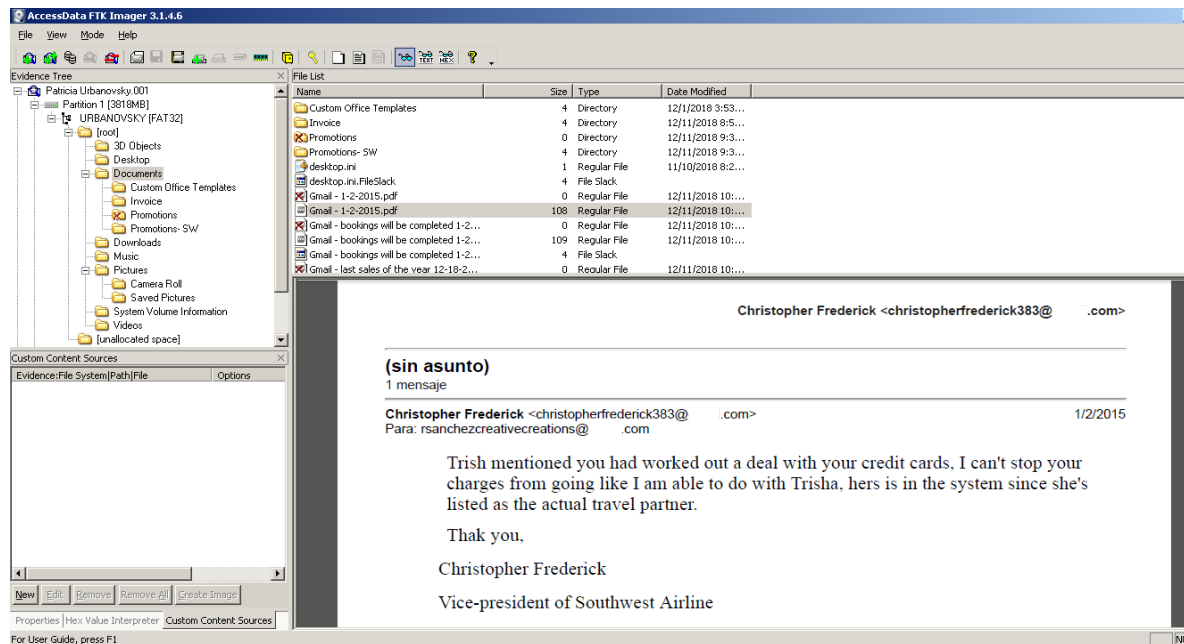 AccessData FTK Imager 3.1.4.6
File View Mode Help
TEXT HEX
Evidence Tree
Patricia Urbanovsky.001
Partition 1 [3818MB]
URBANOVSKY [FAT32]
[root]
3D Objects
Desktop
Documents
Custom Office Templates
Invoice
Promotions
Promotions- SW
Downloads
Music
Pictures
Camera Roll
Saved Pictures
System Volume Information
Videos
[unallocated space]
Custom Content Sources
Evidence:File System|Path|File Options
New Edit Remove Remove All Create Image
Properties Hex Value Interpreter Custom Content Sources
For User Guide, press F1
File List
Name Size Type Date Modified
Custom Office Templates 4 Directory 12/1/2018 3:53...
Invoice 4 Directory 12/11/2018 8:5...
Promotions 0 Directory 12/11/2018 9:3...
Promotions- SW 4 Directory 12/11/2018 9:3...
desktop.ini 1 Regular File 11/10/2018 8:2...
desktop.ini.FileSlack 4 File Slack
Gmail - 1-2-2015.pdf 0 Regular File 12/11/2018 10:...
Gmail - 1-2-2015.pdf 108 Regular File 12/11/2018 10:...
Gmail - bookings will be completed 1-2... 0 Regular File 12/11/2018 10:...
Gmail - bookings will be completed 1-2... 109 Regular File 12/11/2018 10:...
Gmail - bookings will be completed 1-2... 4 File Slack
Gmail - last sales of the year 12-18-2... 0 Regular File 12/11/2018 10:...
Christopher Frederick <christopherfrederick383@ .com>
(sin asunto)
1 mensaje
Christopher Frederick <christopherfrederick383@ .com> 1/2/2015
Para: rsanchezcreativecreations@ .com
Trish mentioned you had worked out a deal with your credit cards, I can't stop your
charges from going like I am able to do with Trisha, hers is in the system since she's
listed as the actual travel partner.
Thak you,
Christopher Frederick
Vice-president of Southwest Airline